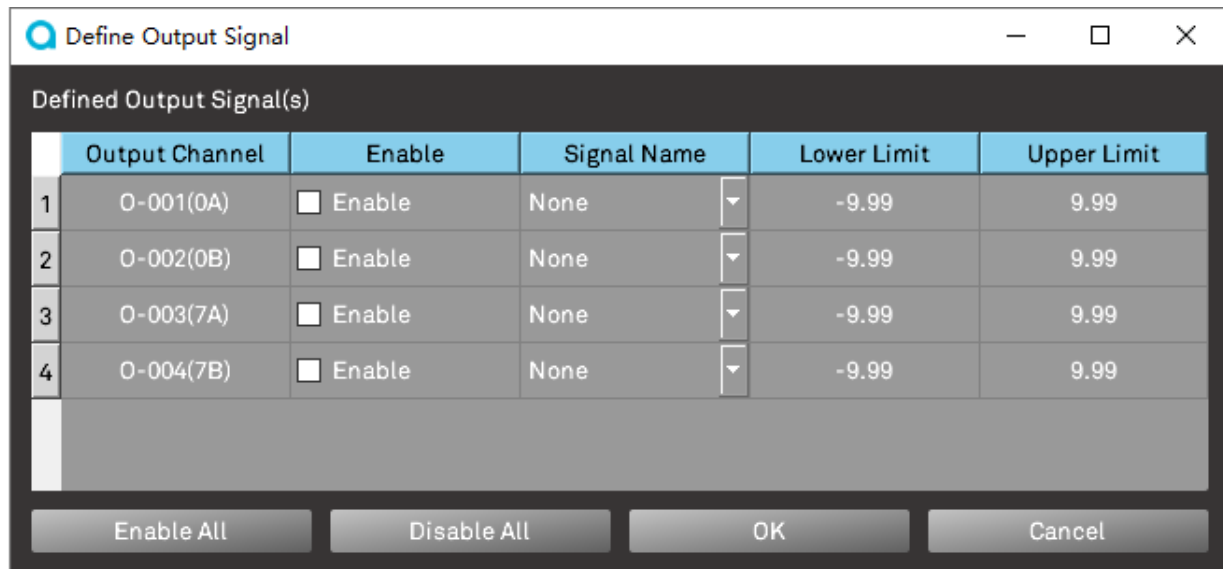 Define Output Signal
Defined Output Signal(s)
Output Channel Enable Signal Name Lower Limit Upper Limit
1 O-001(0A) Enable None -9.99 9.99
2 O-002(0B) Enable None -9.99 9.99
3 O-003(7A) Enable None -9.99 9.99
4 O-004(7B) Enable None -9.99 9.99
Enable All Disable All OK Cancel